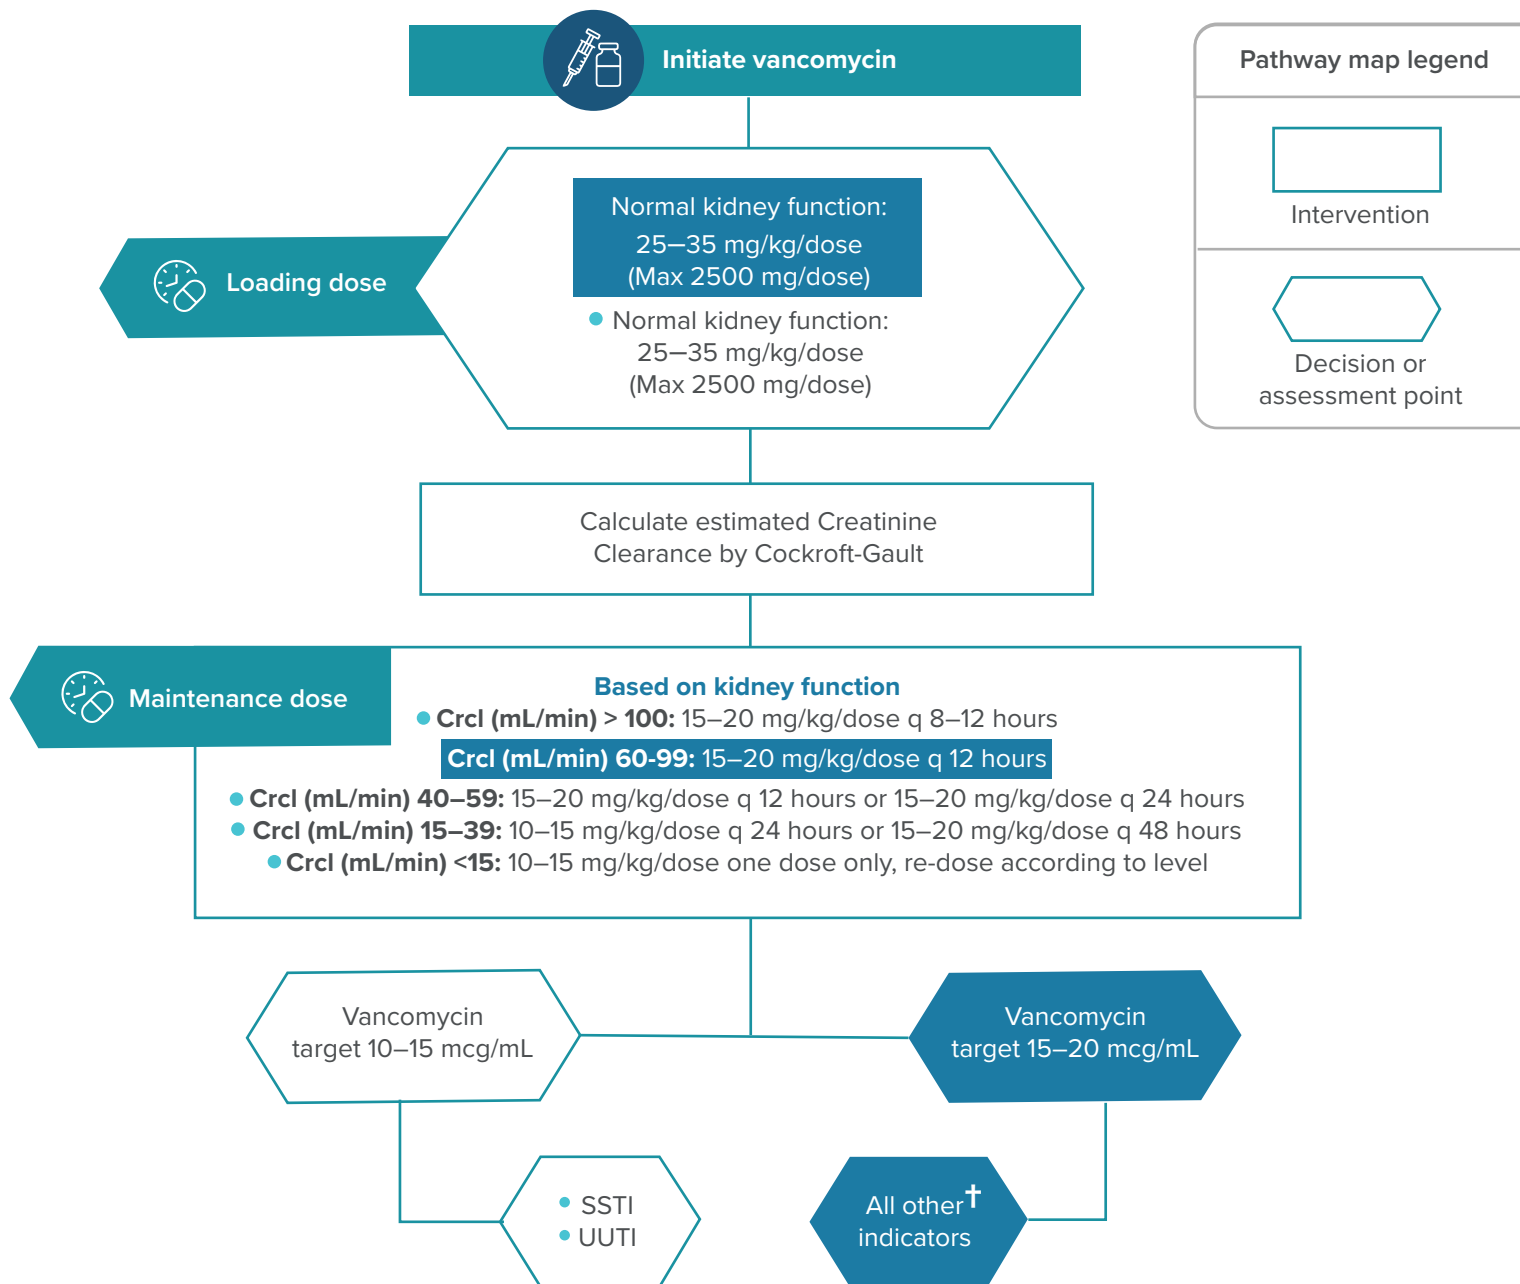 Initiate vancomycin
Pathway map legend
Intervention
Decision or
assessment point
Loading dose
Normal kidney function:
25–35 mg/kg/dose
(Max 2500 mg/dose)
Normal kidney function:
25–35 mg/kg/dose
(Max 2500 mg/dose)
Calculate estimated Creatinine
Clearance by Cockroft-Gault
Maintenance dose
Based on kidney function
Crcl (mL/min) > 100: 15–20 mg/kg/dose q 8–12 hours
Crcl (mL/min) 60-99: 15–20 mg/kg/dose q 12 hours
Crcl (mL/min) 40–59: 15–20 mg/kg/dose q 12 hours or 15–20 mg/kg/dose q 24 hours
Crcl (mL/min) 15–39: 10–15 mg/kg/dose q 24 hours or 15–20 mg/kg/dose q 48 hours
Crcl (mL/min) <15: 10–15 mg/kg/dose one dose only, re-dose according to level
Vancomycin
target 10–15 mcg/mL
Vancomycin
target 15–20 mcg/mL
SSTI
UUTI
All other†
indicators